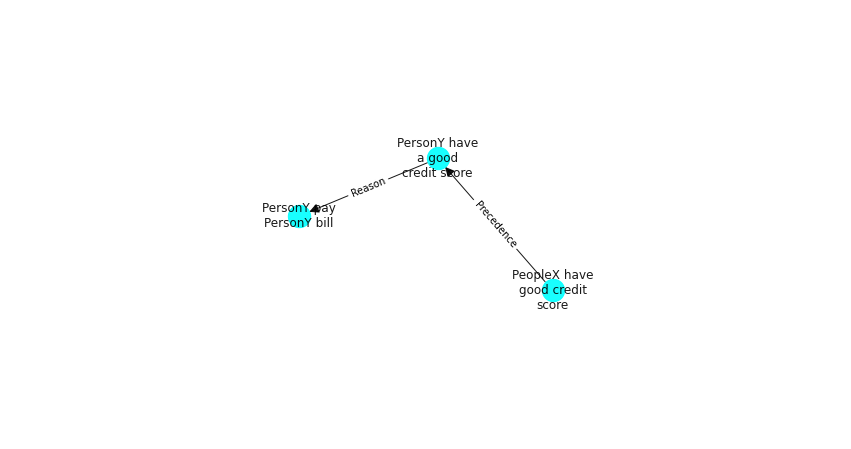 PersonY have
a good
credit score
Reason
PersonY pay
PersonY bill
Precedence
PeopleX have
good credit
score